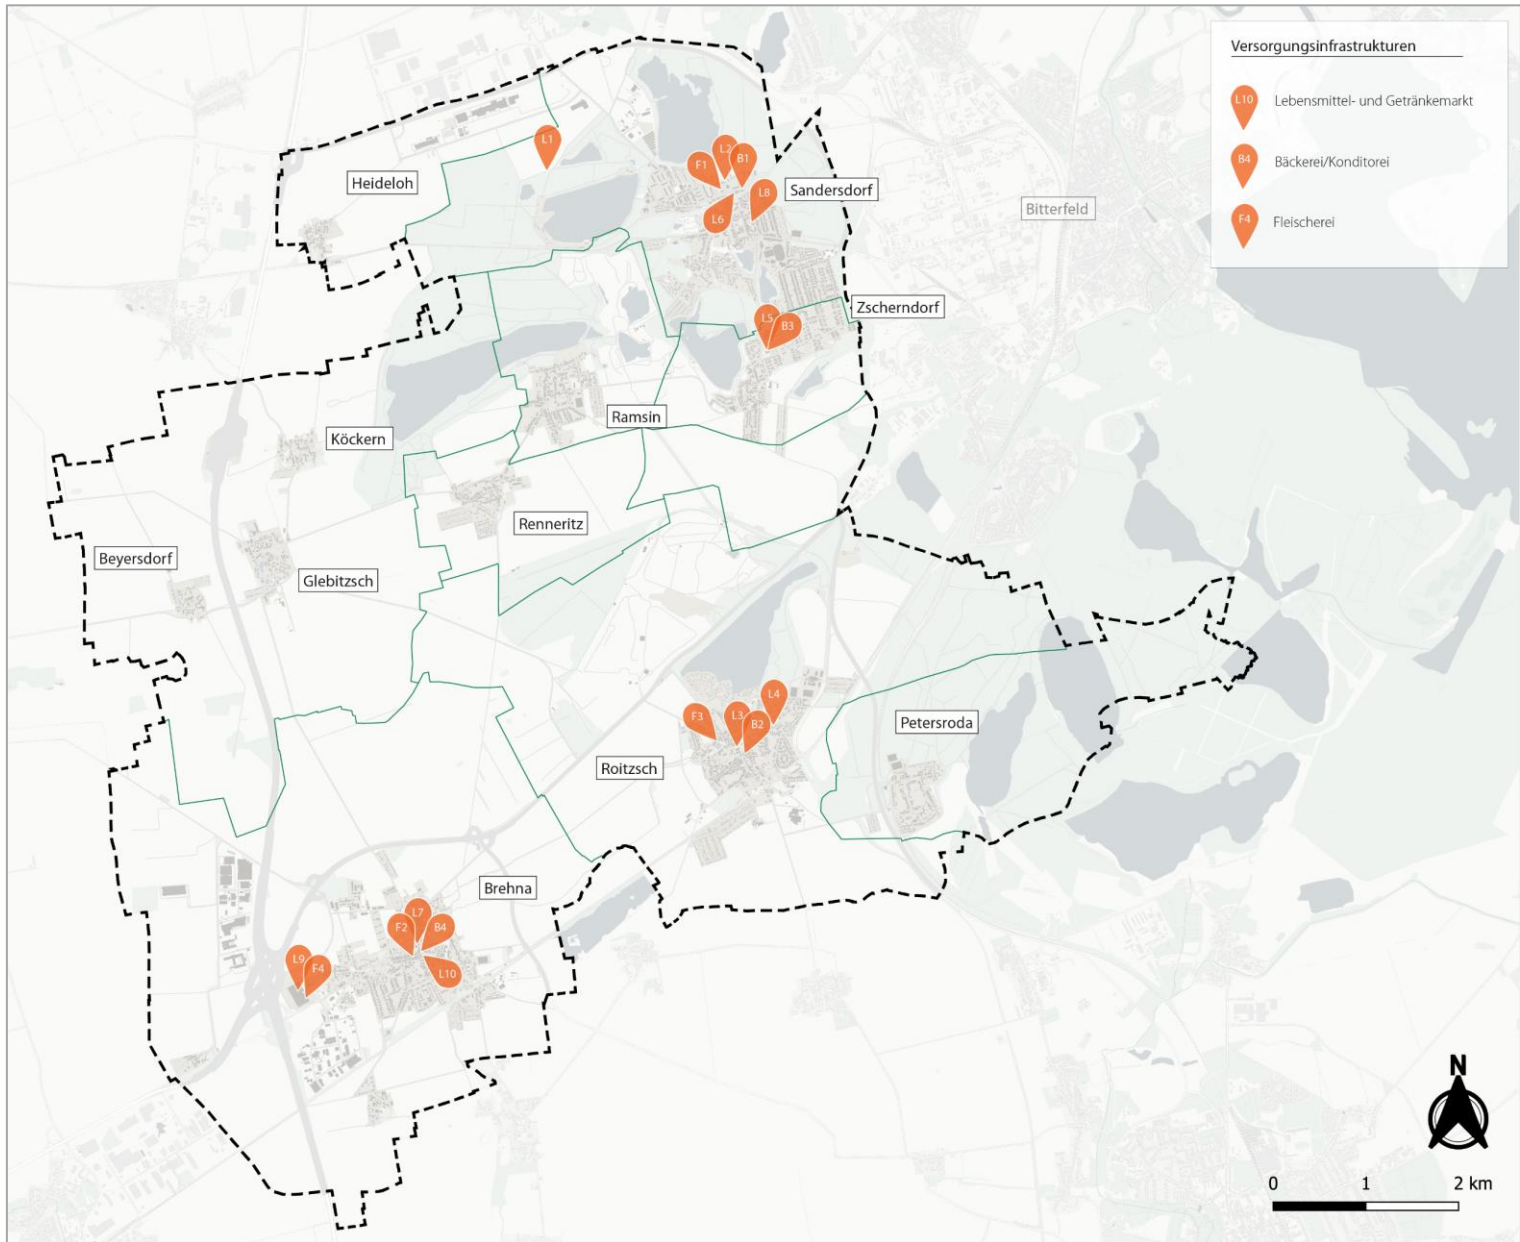 Versorgungsinfrastrukturen
L10 Lebensmittel- und Getränkemarkt
B4 Bäckerei/Konditorei
F4 Fleischerei
L1
L2
F1
B1
L8
L6
Heideloh
Sandersdorf
Bitterfeld
Zscherndorf
L5
B3
Ramsin
Köckern
Renneritz
Beyersdorf
Glebitzsch
L4
F3
L3
B2
Petersroda
Roitzsch
Brehna
L7
F2
B4
L9
F4
L10
N
0 1 2 km